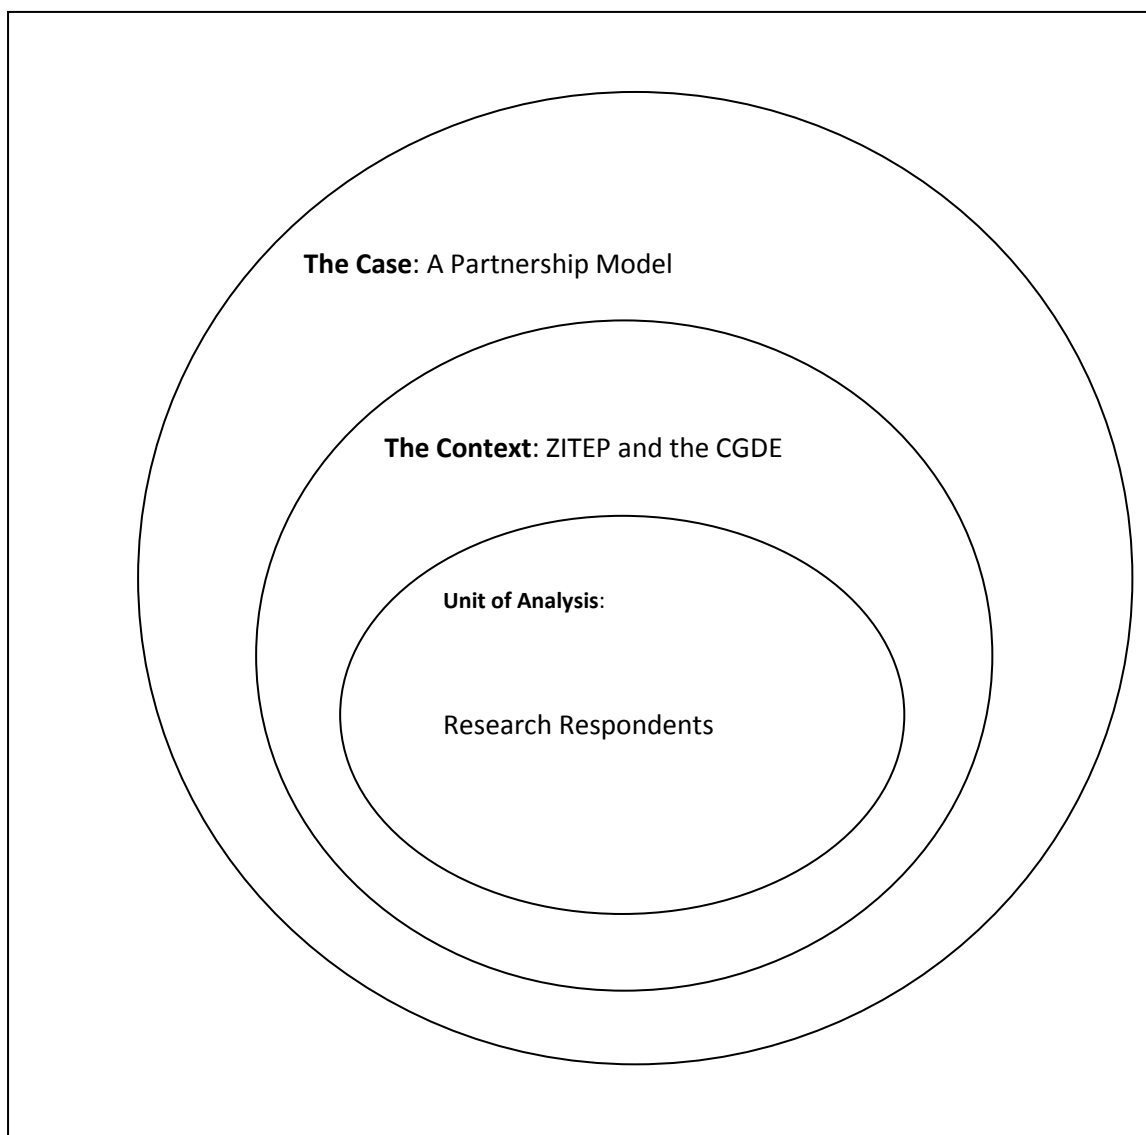 The Case: A Partnership Model
The Context: ZITEP and the CGDE
Unit of Analysis:
Research Respondents